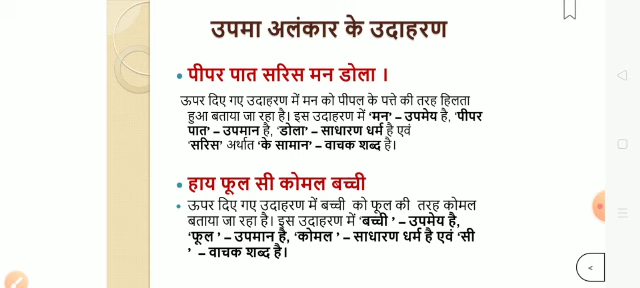 उपमा अलंकार के उदाहरण
• पीपर पात सरिस मन डोला ।
ऊपर दिए गए उदाहरण में मन को पीपल के पत्ते की तरह हिलता
हुआ बताया जा रहा है। इस उदाहरण में ‘मन’ – उपमेय है, ‘पीपर
पात’ – उपमान है, ‘डोला’ – साधारण धर्म है एवं
‘सरिस’ अर्थात ‘के सामान’ – वाचक शब्द है।
• हाय फूल सी कोमल बच्ची
• ऊपर दिए गए उदाहरण में बच्ची को फूल की तरह कोमल
बताया जा रहा है। इस उदाहरण में ‘बच्ची ’ – उपमेय है,
‘फूल ’ – उपमान है, ‘कोमल ’ – साधारण धर्म है एवं ‘सी
’ – वाचक शब्द है।